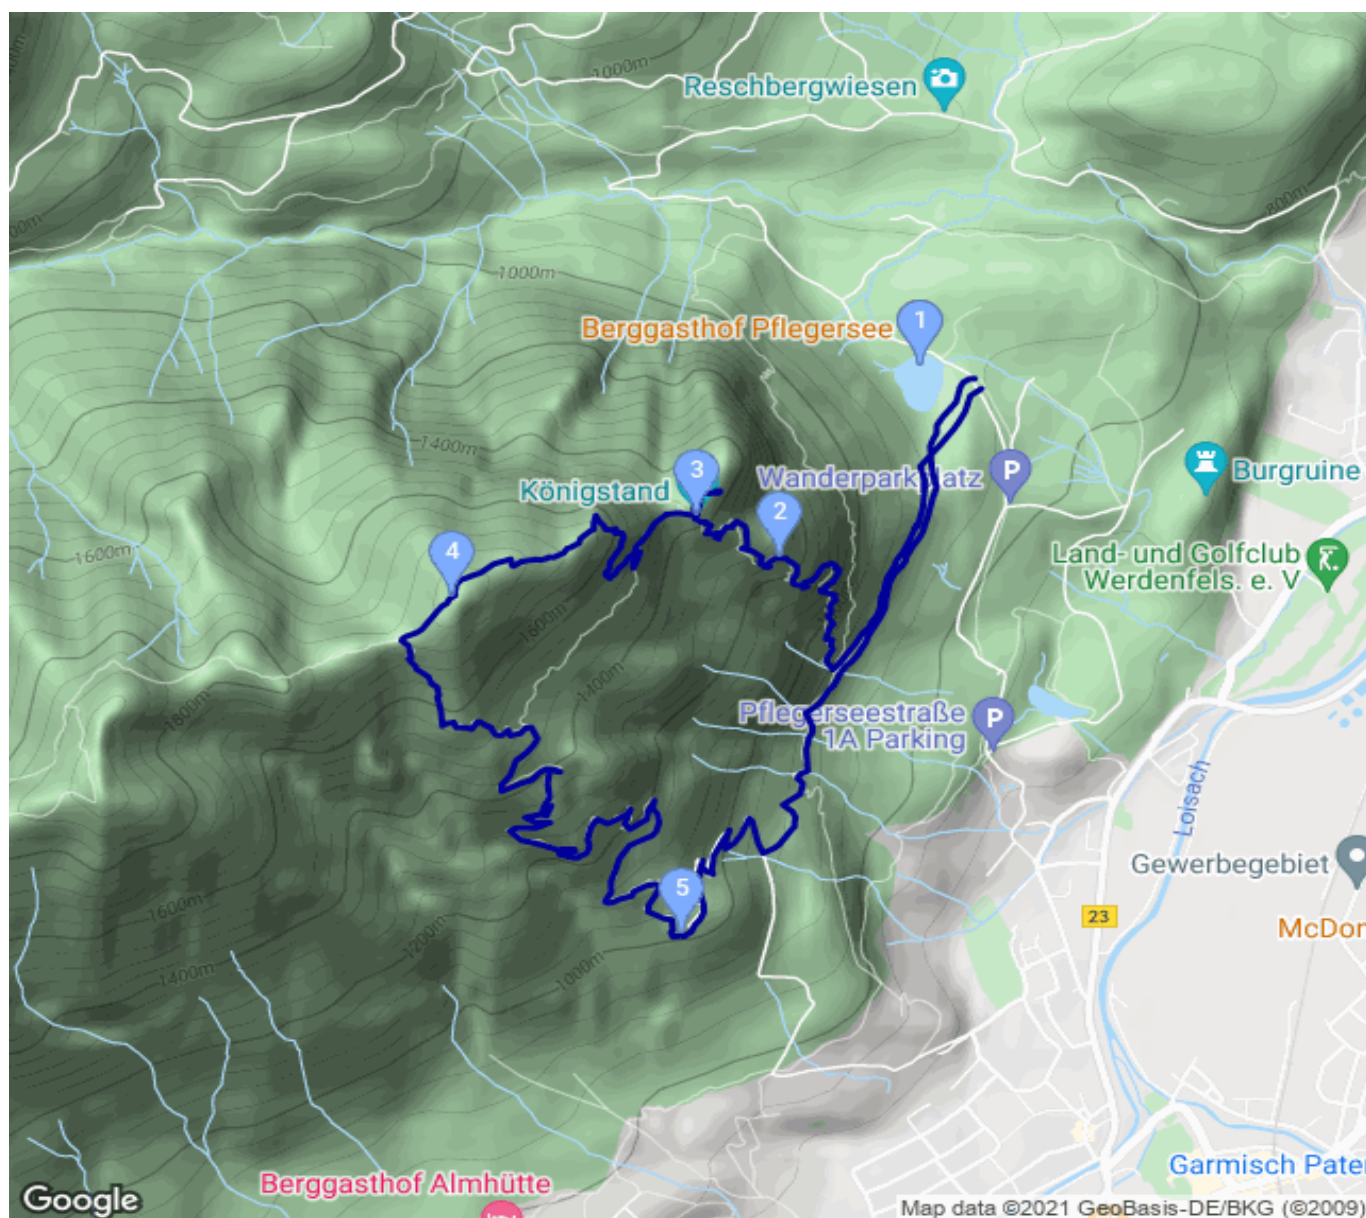 1000m
Reschbergwiesen
800m
1000m
1
Berggasthof Pflegersee
1400m
3
Königstand
Wanderparkplatz
P
2
Burgruine
1600m
4
Land- und Golfclub
Werdenfels. e. V
1600m
1400m
1800m
Pflegerseestraße
1A Parking
P
Loisach
Gewerbegebiet
5
1600m
1200m
23
McDor
1400m
1000m
Berggasthof Almhütte
Garmisch Pate
Google
Map data ©2021 GeoBasis-DE/BKG (©2009)